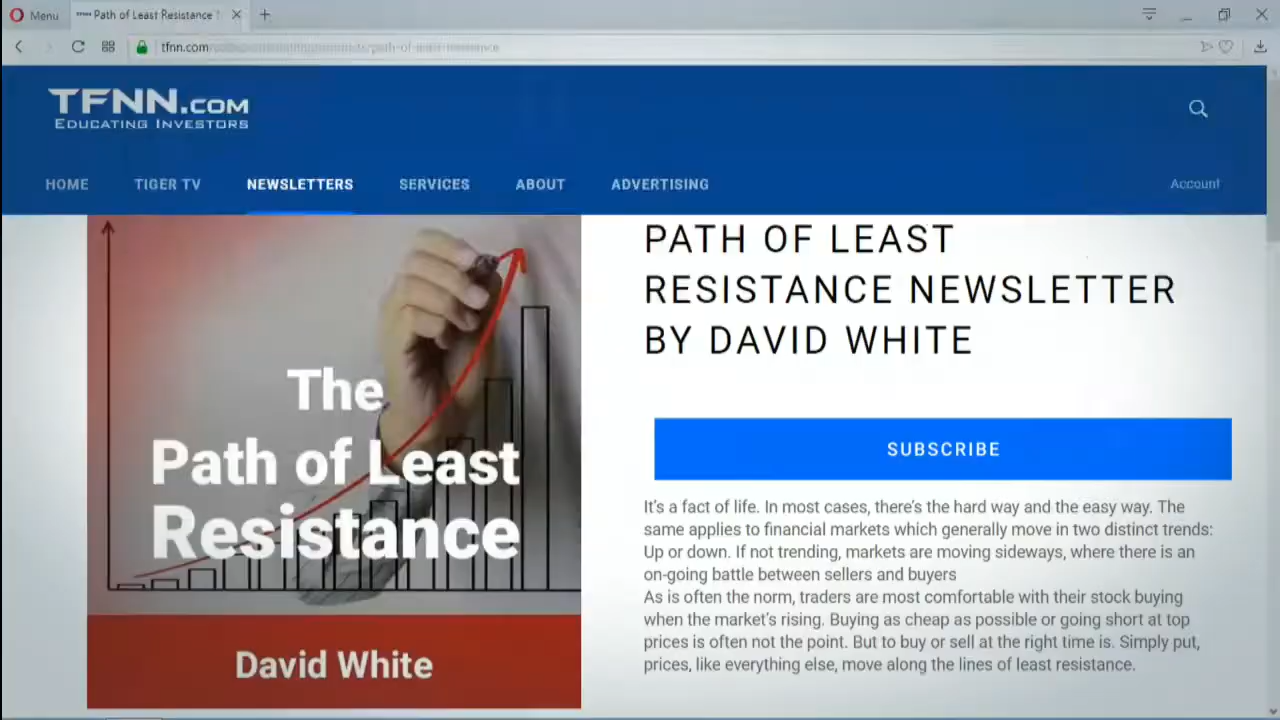 Menu
Path of Least Resistance
tfnn.com
TFNN.COM
EDUCATING INVESTORS
HOME TIGER TV NEWSLETTERS SERVICES ABOUT ADVERTISING
Account
The
Path of Least
Resistance
David White
PATH OF LEAST
RESISTANCE NEWSLETTER
BY DAVID WHITE
SUBSCRIBE
It's a fact of life. In most cases, there's the hard way and the easy way. The
same applies to financial markets which generally move in two distinct trends:
Up or down. If not trending, markets are moving sideways, where there is an
on-going battle between sellers and buyers
As is often the norm, traders are most comfortable with their stock buying
when the market's rising. Buying as cheap as possible or going short at top
prices is often not the point. But to buy or sell at the right time is. Simply put,
prices, like everything else, move along the lines of least resistance.